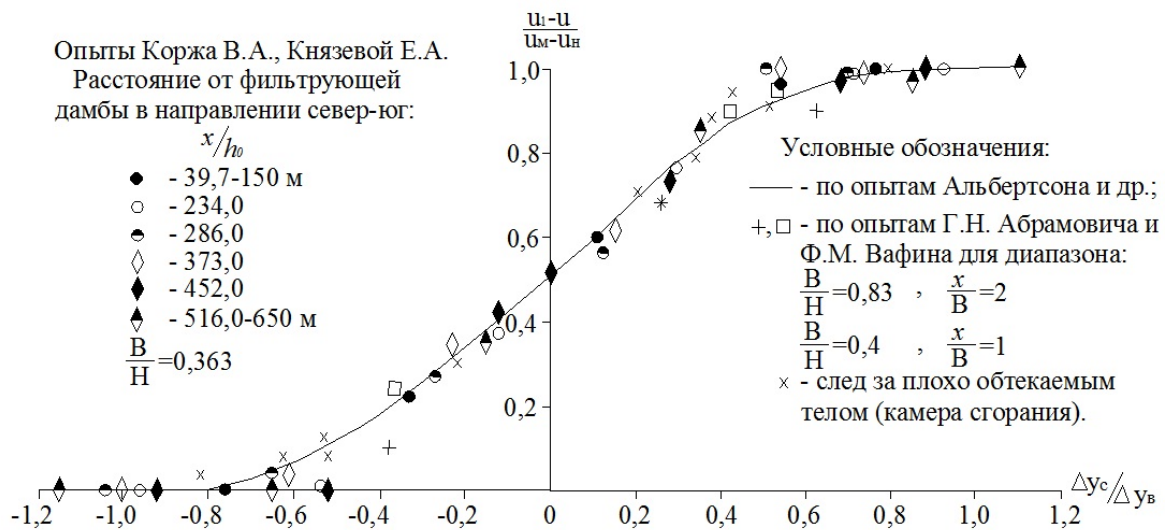 Опыты Коржа В.А., Князевой Е.А.
Расстояние от фильтрующей
дамбы в направлении север-юг:
x/h₀
- 39,7-150 м
- 234,0
- 286,0
- 373,0
- 452,0
- 516,0-650 м
B/H=0,363
u₁-u
uм-uн
1,0
0,8
0,6
0,4
0,2
Условные обозначения:
- по опытам Альбертсона и др.;
+,□ - по опытам Г.Н. Абрамовича и
Ф.М. Вафина для диапазона:
B/H=0,83 , x/B=2
B/H=0,4 , x/B=1
× - след за плохо обтекаемым
телом (камера сгорания).
Δyс/Δyв
-1,2 -1,0 -0,8 -0,6 -0,4 -0,2 0 0,2 0,4 0,6 0,8 1,0 1,2